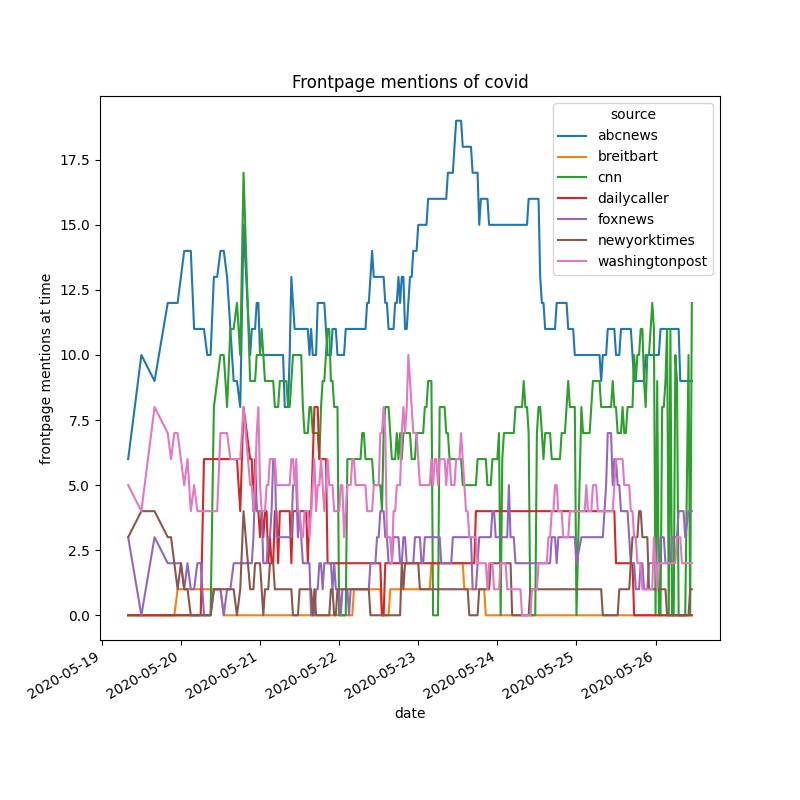 Frontpage mentions of covid
source
abcnews
breitbart
cnn
dailycaller
foxnews
newyorktimes
washingtonpost
frontpage mentions at time
17.5
15.0
12.5
10.0
7.5
5.0
2.5
0.0
2020-05-19
2020-05-20
2020-05-21
2020-05-22
2020-05-23
2020-05-24
2020-05-25
2020-05-26
date